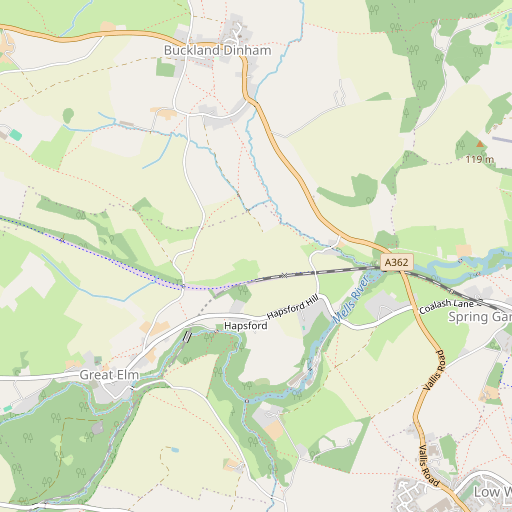 Buckland Dinham
119 m
A362
Mells River
Hapsford Hill
Coalash Lane
Spring Gar
Hapsford
Great Elm
Vallis Road
Vallis Road
Low W